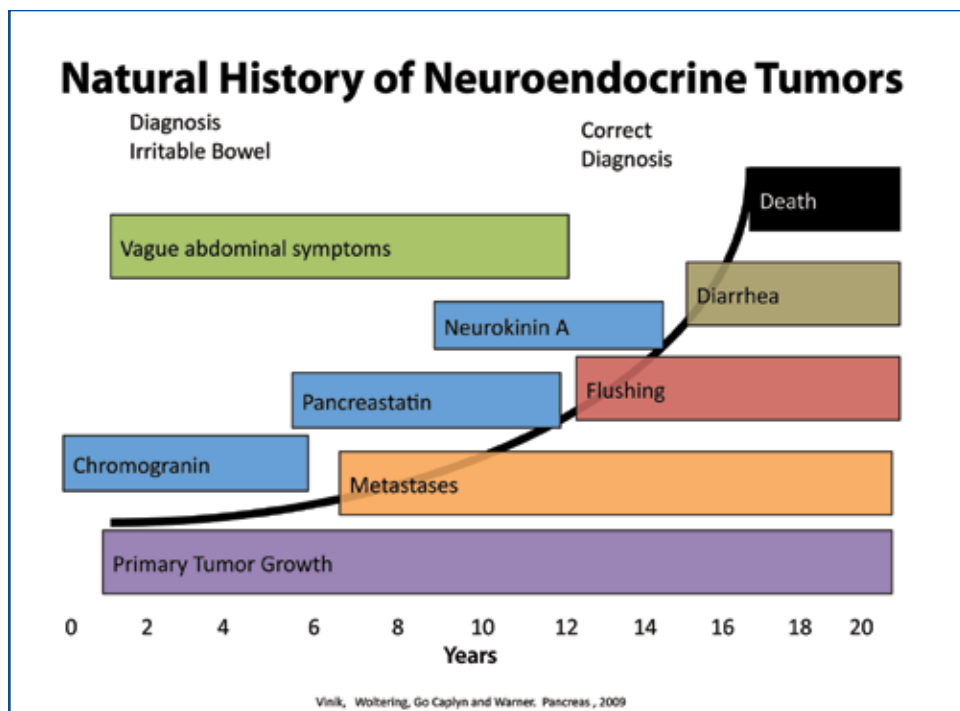 Natural History of Neuroendocrine Tumors
Diagnosis
Irritable Bowel
Correct
Diagnosis
Death
Vague abdominal symptoms
Diarrhea
Neurokinin A
Flushing
Pancreastatin
Chromogranin
Metastases
Primary Tumor Growth
0 2 4 6 8 10 12 14 16 18 20
Years
Vinik, Woltering, Go Caplyn and Warner. Pancreas , 2009